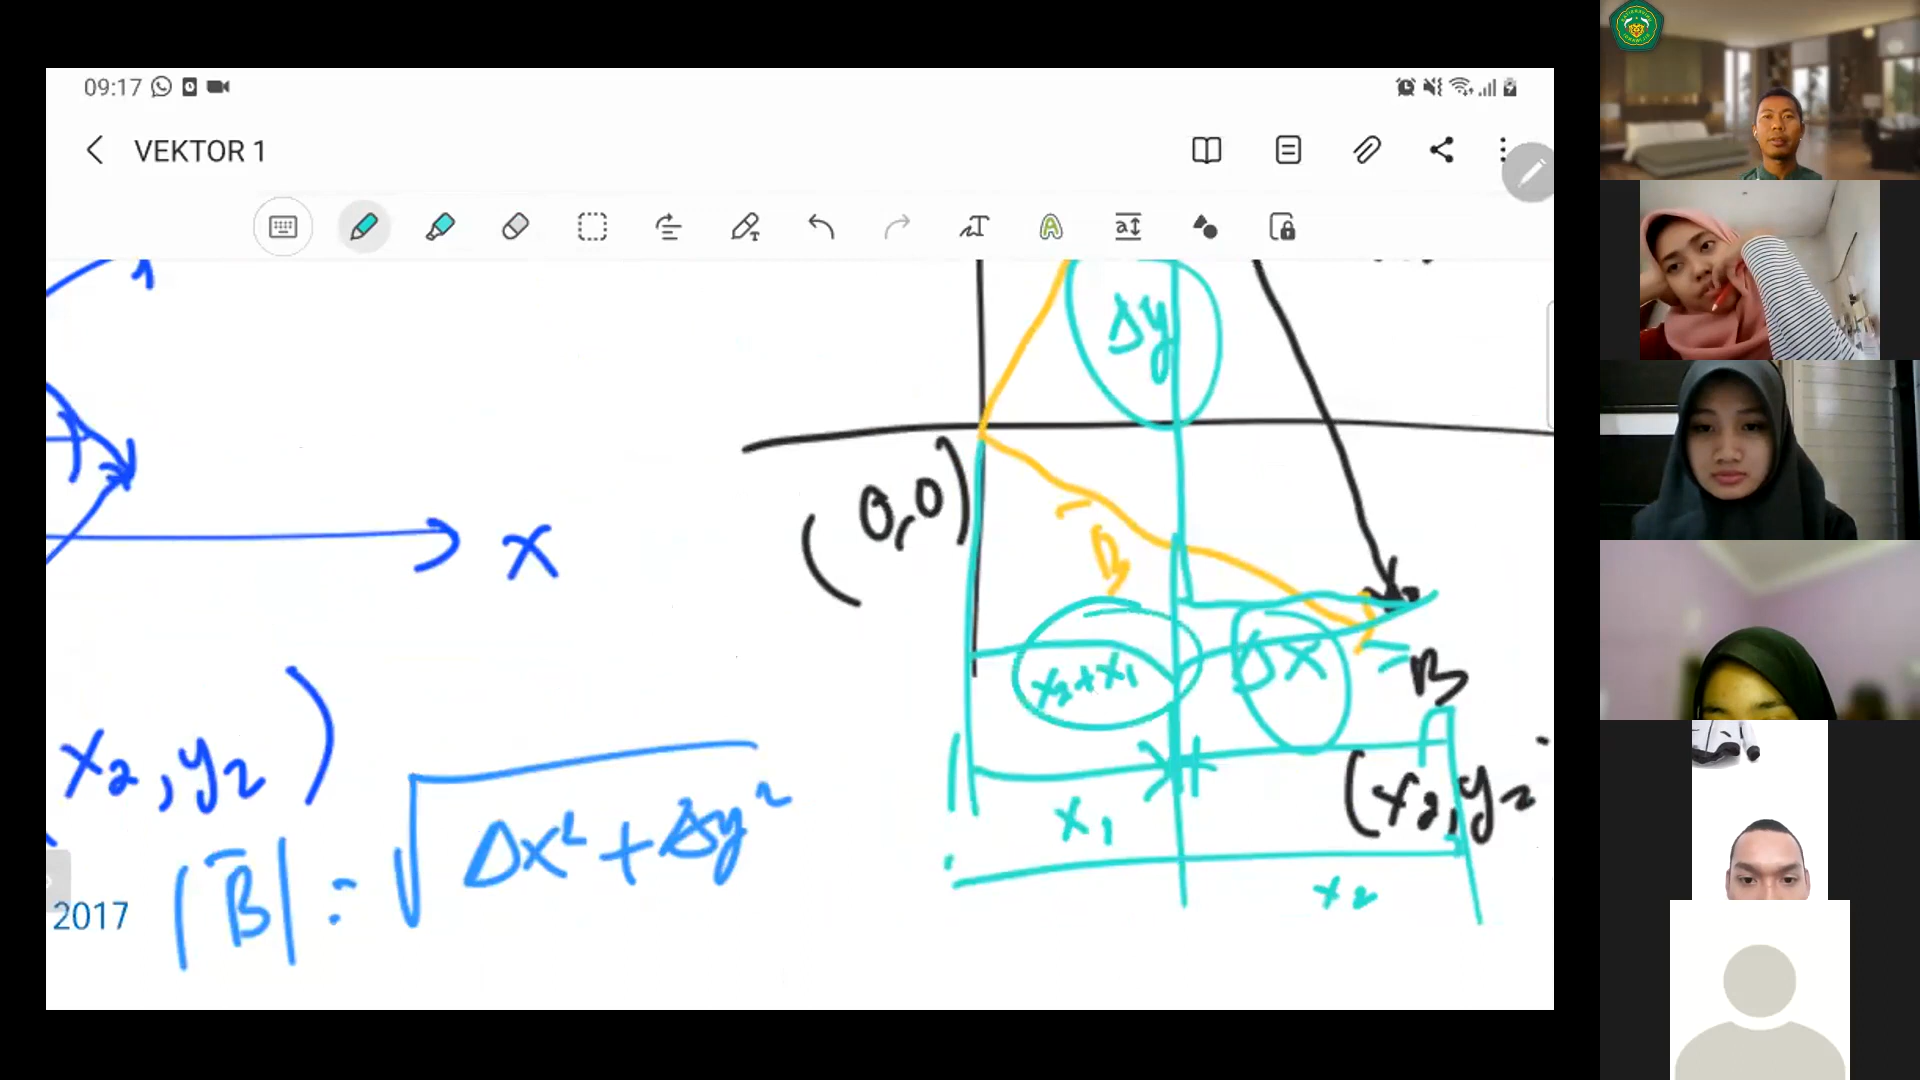 09:17
VEKTOR 1
Δy
(0,0)
x
B
x2+x1
Δx
B
x2,y2)
(x2,y2
x1
|B| = √Δx²+Δy²
x2
2017